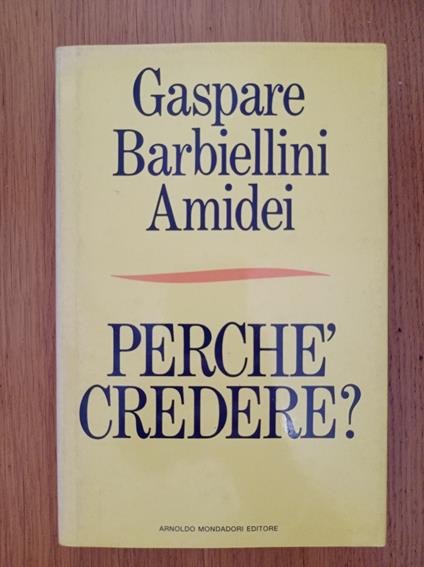 Gaspare
Barbiellini
Amidei
PERCHE'
CREDERE?
ARNOLDO MONDADORI EDITORE